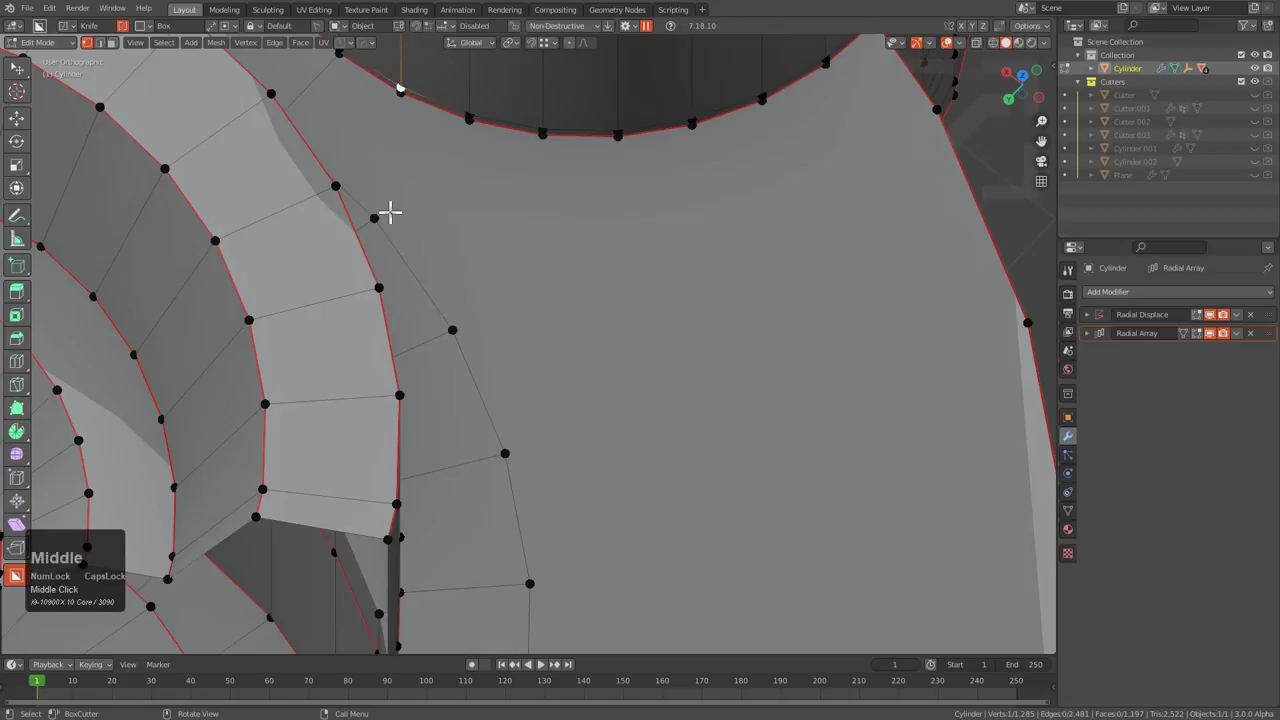 File Edit Render Window Help Layout Modeling Sculpting UV Editing Texture Paint Shading Animation Rendering Compositing Geometry Nodes Scripting + Scene View Layer
Knife Box Default Object Disabled Non-Destructive 7.18.10 X Y Z Options
Edit Mode View Select Add Mesh Vertex Edge Face UV Global
User Orthographic
(1) Cylinder
Scene Collection
Collection
Cylinder
Cutters
Cutter
Cutter.001
Cutter.002
Cutter.003
Cylinder.001
Cylinder.002
Plane
Cylinder Radial Array
Add Modifier
Radial Displace
Radial Array
Middle
NumLock CapsLock
Middle Click
i9-10900X 10 Core / 3090
Playback Keying View Marker 1 Start 1 End 250
1 10 20 30 40 50 60 70 80 90 100 110 120 130 140 150 160 170 180 190 200 210 220 230 240 250
Select BoxCutter Rotate View Call Menu Cylinder | Verts:1/1,285 | Edges:0/2,481 | Faces:0/1,197 | Tris:2,522 | Objects:1/1 | 3.0.0 Alpha